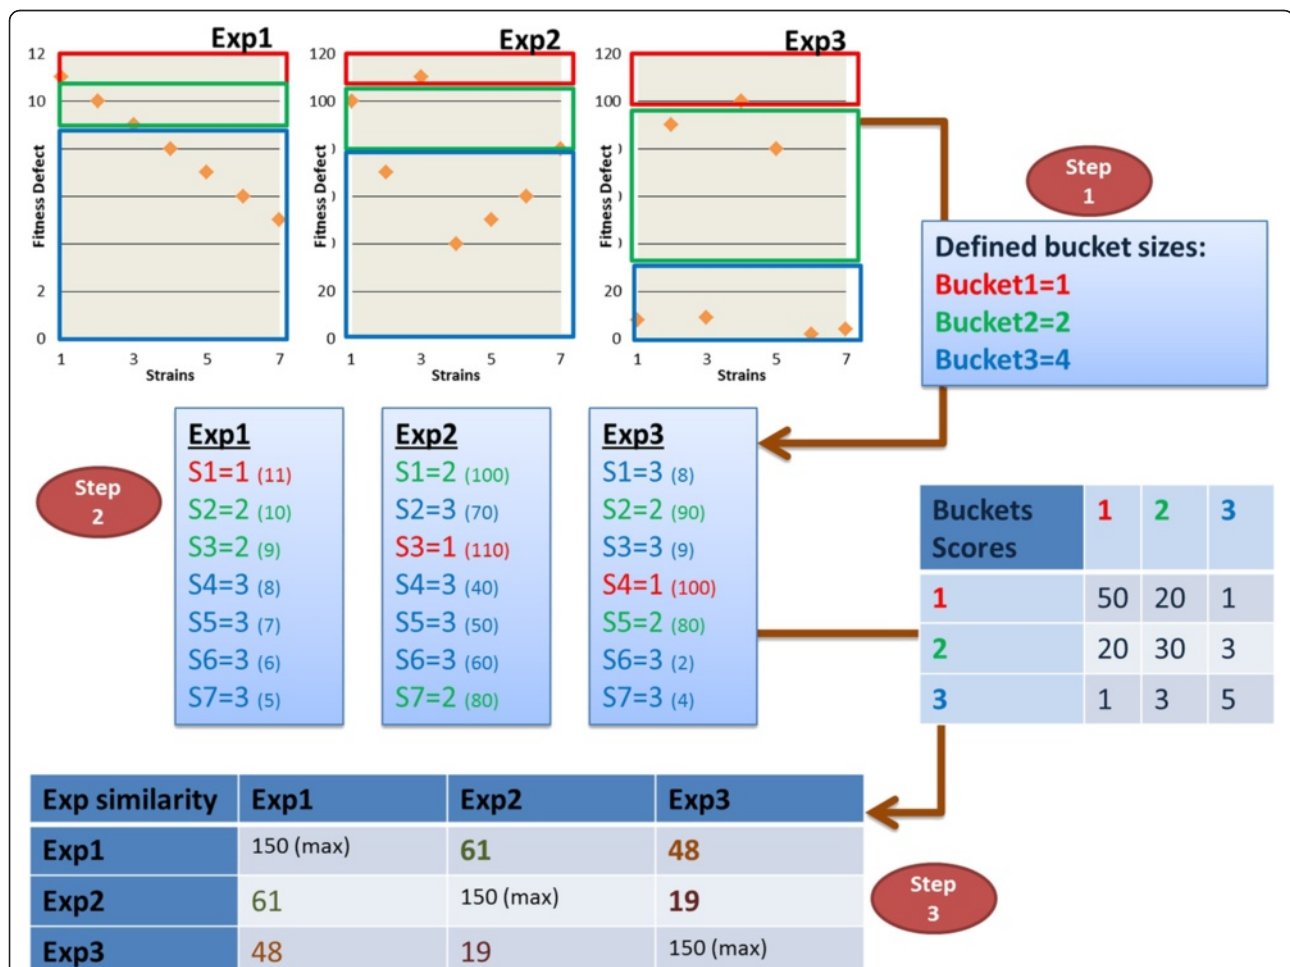 Exp1
Exp2
Exp3
12
10
2
0
Fitness Defect
1 3 5 7
Strains
120
100
20
0
Fitness Defect
1 3 5 7
Strains
120
100
20
0
Fitness Defect
1 3 5 7
Strains
Step
1
Defined bucket sizes:
Bucket1=1
Bucket2=2
Bucket3=4
Step
2
Exp1
S1=1 (11)
S2=2 (10)
S3=2 (9)
S4=3 (8)
S5=3 (7)
S6=3 (6)
S7=3 (5)
Exp2
S1=2 (100)
S2=3 (70)
S3=1 (110)
S4=3 (40)
S5=3 (50)
S6=3 (60)
S7=2 (80)
Exp3
S1=3 (8)
S2=2 (90)
S3=3 (9)
S4=1 (100)
S5=2 (80)
S6=3 (2)
S7=3 (4)
Buckets 1 2 3
Scores
1 50 20 1
2 20 30 3
3 1 3 5
Exp similarity Exp1 Exp2 Exp3
Exp1 150 (max) 61 48
Exp2 61 150 (max) 19
Exp3 48 19 150 (max)
Step
3